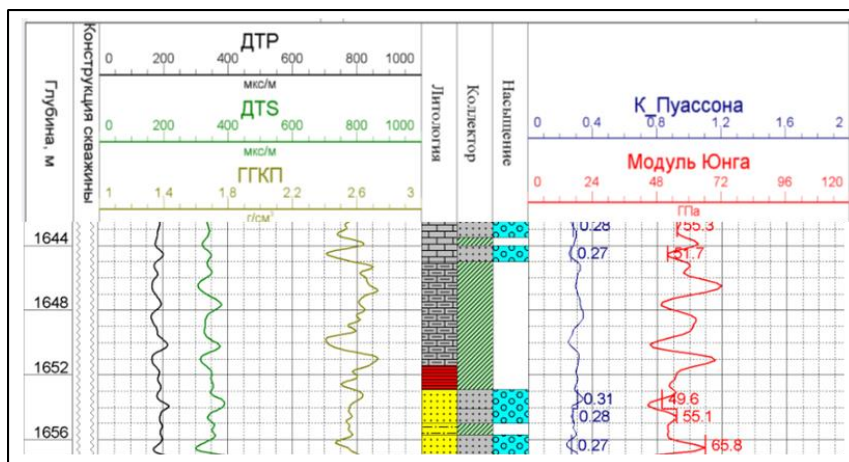 Глубина, м
Конструкция скважины
ДТР
0 200 400 600 800 1000
мкс/м
ДТS
0 200 400 600 800 1000
мкс/м
ГГКП
1 1.4 1.8 2.2 2.6 3
г/см³
Литология
Коллектор
Насыщение
К_Пуассона
0 0.4 0.8 1.2 1.6 2
Модуль Юнга
0 24 48 72 96 120
ГПа
0.28 55.3
1644
0.27 51.7
1648
1652
0.31 49.6
0.28 55.1
1656
0.27 65.8